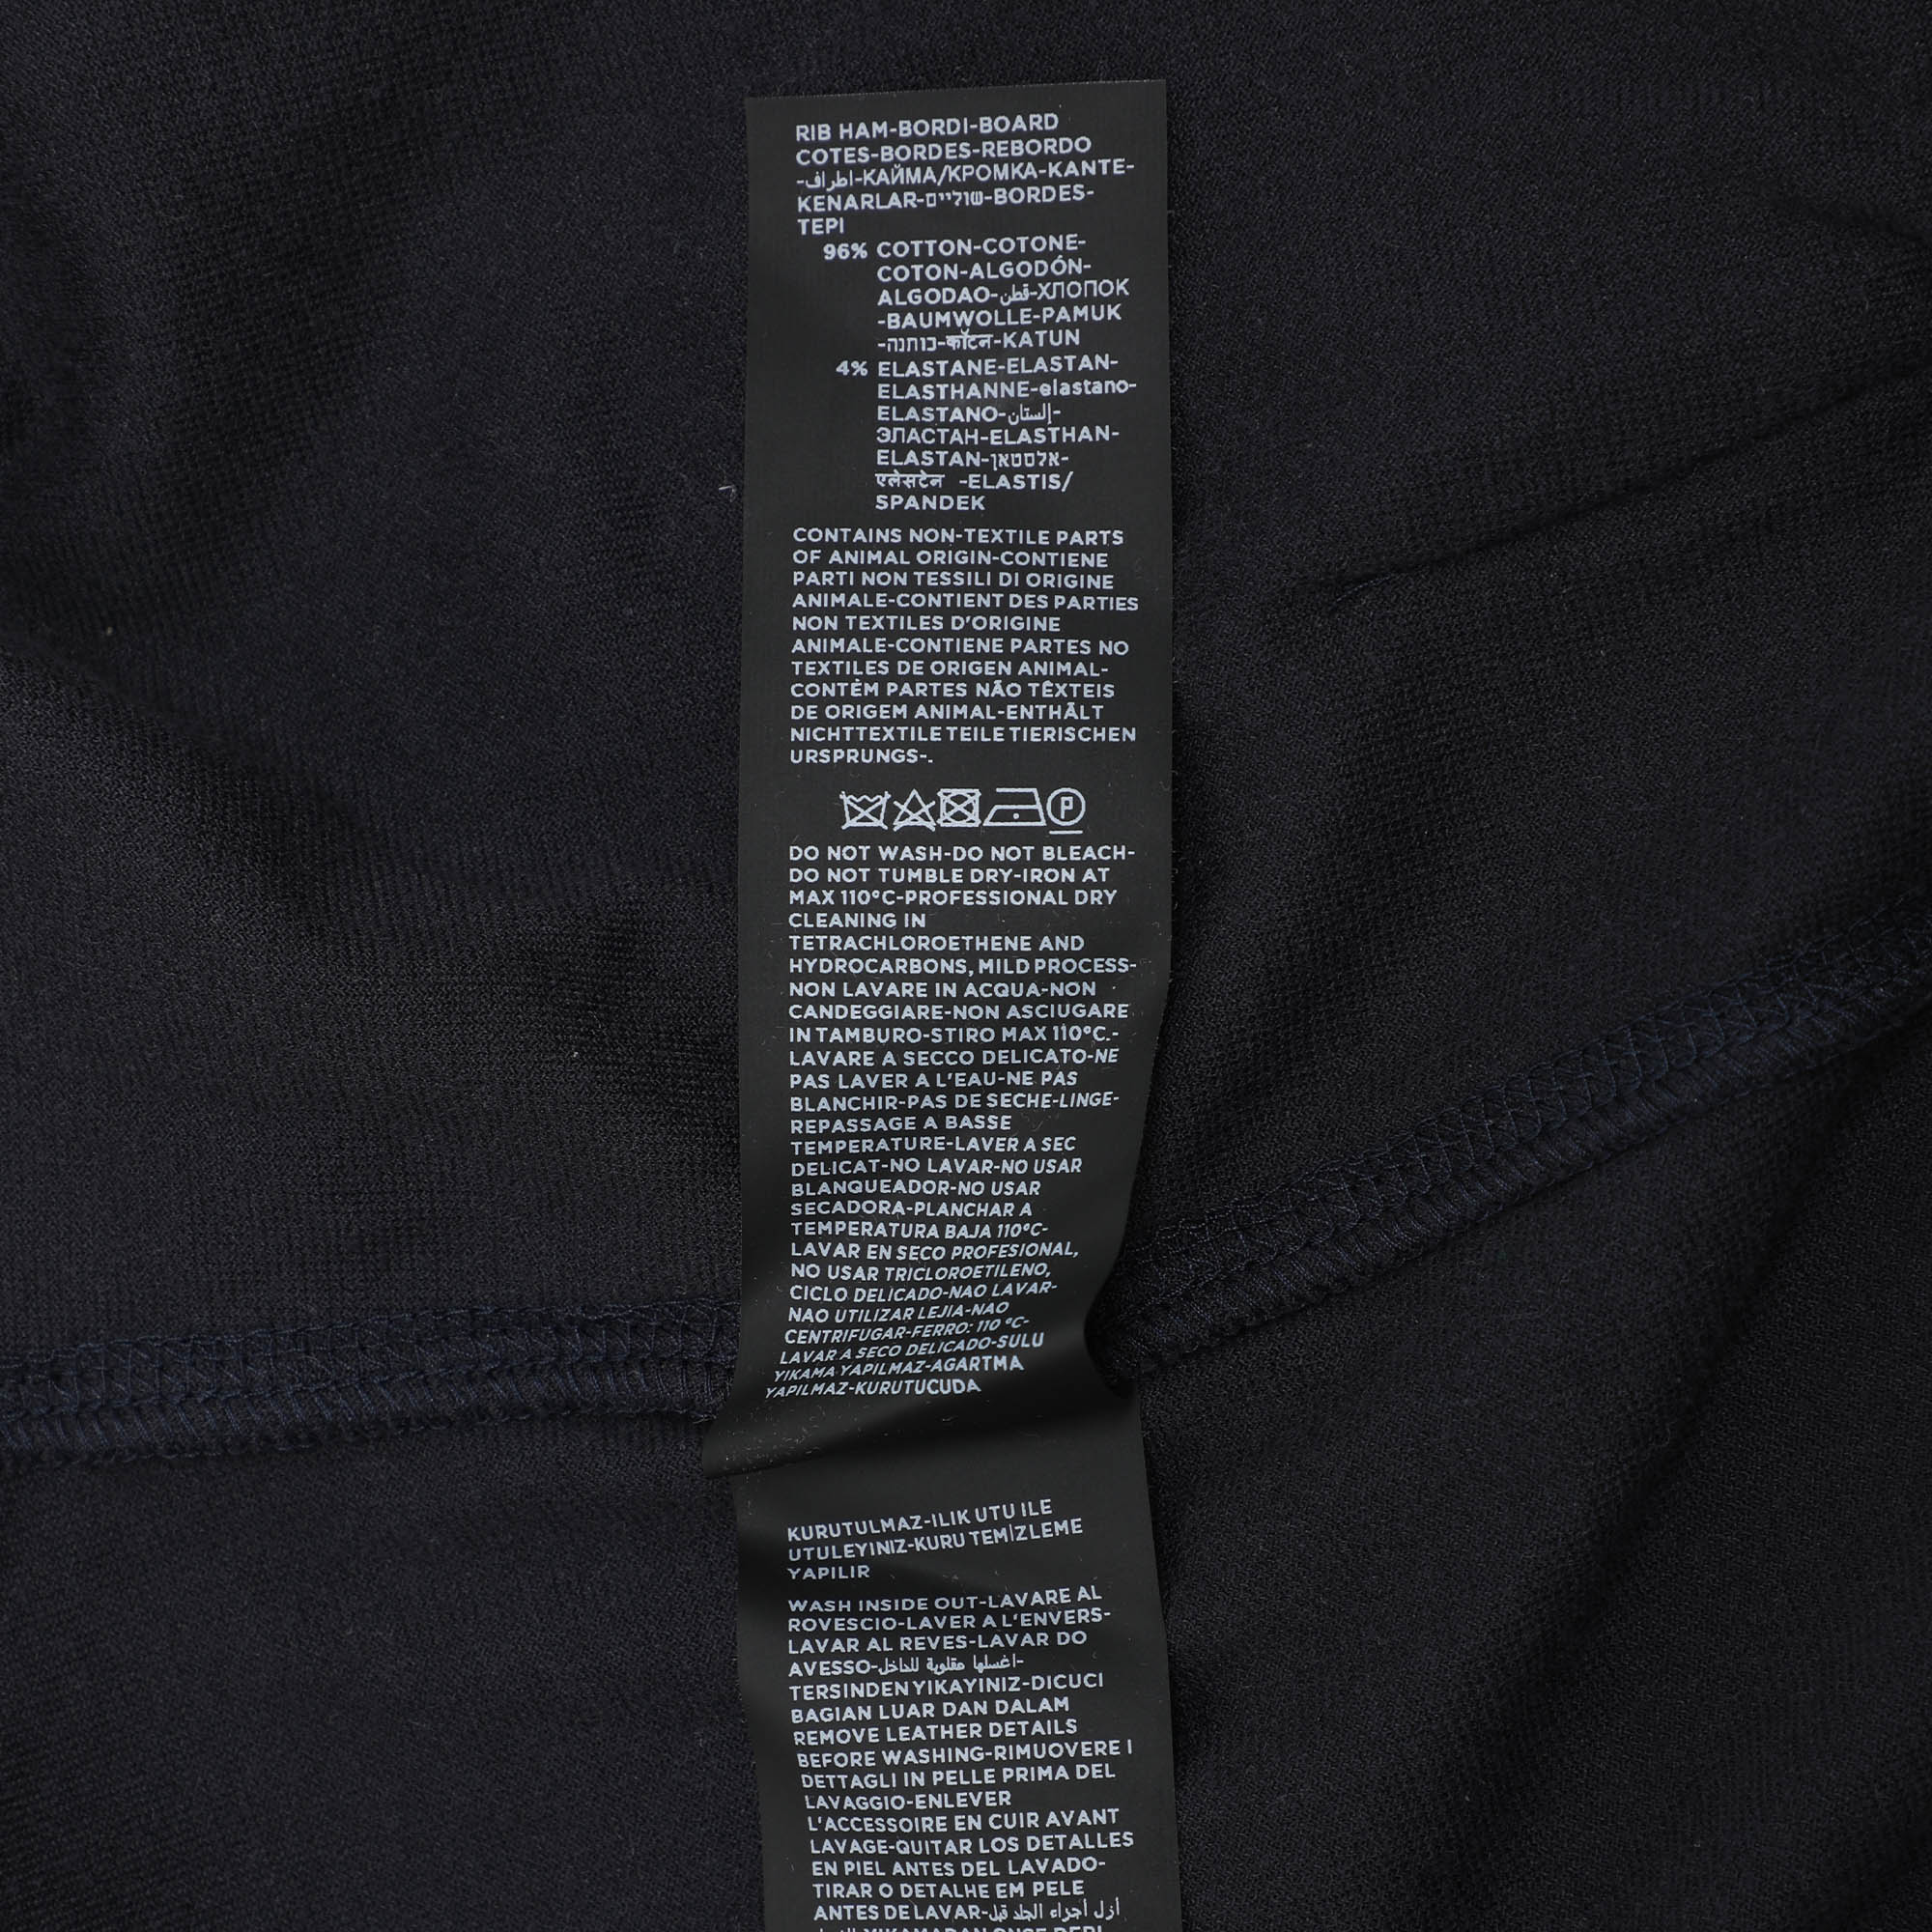 RIB HAM-BORDI-BOARD
COTES-BORDES-REBORDO
-اطراف-КАЙМА/КРОМКА-KANTE-
KENARLAR-שוליים-BORDES-
TEPI
96% COTTON-COTONE-
COTON-ALGODÓN-
ALGODAO-قطن-ХЛОПОК
-BAUMWOLLE-PAMUK
-כותנה-कॉटन-KATUN
4% ELASTANE-ELASTAN-
ELASTHANNE-elastano-
ELASTANO-إلستان-
ЭЛАСТАН-ELASTHAN-
ELASTAN-אלסטאן-
एलेसटेन -ELASTIS/
SPANDEK
CONTAINS NON-TEXTILE PARTS
OF ANIMAL ORIGIN-CONTIENE
PARTI NON TESSILI DI ORIGINE
ANIMALE-CONTIENT DES PARTIES
NON TEXTILES D'ORIGINE
ANIMALE-CONTIENE PARTES NO
TEXTILES DE ORIGEN ANIMAL-
CONTÈM PARTES NÃO TÊXTEIS
DE ORIGEM ANIMAL-ENTHÄLT
NICHTTEXTILE TEILE TIERISCHEN
URSPRUNGS-.
P
DO NOT WASH-DO NOT BLEACH-
DO NOT TUMBLE DRY-IRON AT
MAX 110°C-PROFESSIONAL DRY
CLEANING IN
TETRACHLOROETHENE AND
HYDROCARBONS, MILD PROCESS-
NON LAVARE IN ACQUA-NON
CANDEGGIARE-NON ASCIUGARE
IN TAMBURO-STIRO MAX 110°C.-
LAVARE A SECCO DELICATO-NE
PAS LAVER A L'EAU-NE PAS
BLANCHIR-PAS DE SECHE-LINGE-
REPASSAGE A BASSE
TEMPERATURE-LAVER A SEC
DELICAT-NO LAVAR-NO USAR
BLANQUEADOR-NO USAR
SECADORA-PLANCHAR A
TEMPERATURA BAJA 110°C-
LAVAR EN SECO PROFESIONAL,
NO USAR TRICLOROETILENO,
CICLO DELICADO-NAO LAVAR-
NAO UTILIZAR LEJIA-NAO
CENTRIFUGAR-FERRO: 110 °C-
LAVAR A SECO DELICADO-SULU
YIKAMA YAPILMAZ-AGARTMA
YAPILMAZ-KURUTUCUDA
KURUTULMAZ-ILIK UTU ILE
UTULEYINIZ-KURU TEMİZLEME
YAPILIR
WASH INSIDE OUT-LAVARE AL
ROVESCIO-LAVER A L'ENVERS-
LAVAR AL REVES-LAVAR DO
AVESSO-اغسلها مقلوبة للداخل-
TERSINDEN YIKAYINIZ-DICUCI
BAGIAN LUAR DAN DALAM
REMOVE LEATHER DETAILS
BEFORE WASHING-RIMUOVERE I
DETTAGLI IN PELLE PRIMA DEL
LAVAGGIO-ENLEVER
L'ACCESSOIRE EN CUIR AVANT
LAVAGE-QUITAR LOS DETALLES
EN PIEL ANTES DEL LAVADO-
TIRAR O DETALHE EM PELE
ANTES DE LAVAR-أزل أجزاء الجلد قبل